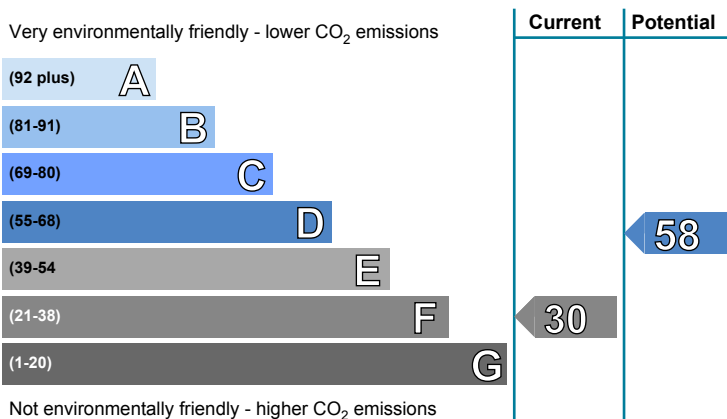 Current Potential
Very environmentally friendly - lower CO2 emissions
(92 plus) A
(81-91) B
(69-80) C
(55-68) D
58
(39-54 E
(21-38) F
30
(1-20) G
Not environmentally friendly - higher CO2 emissions